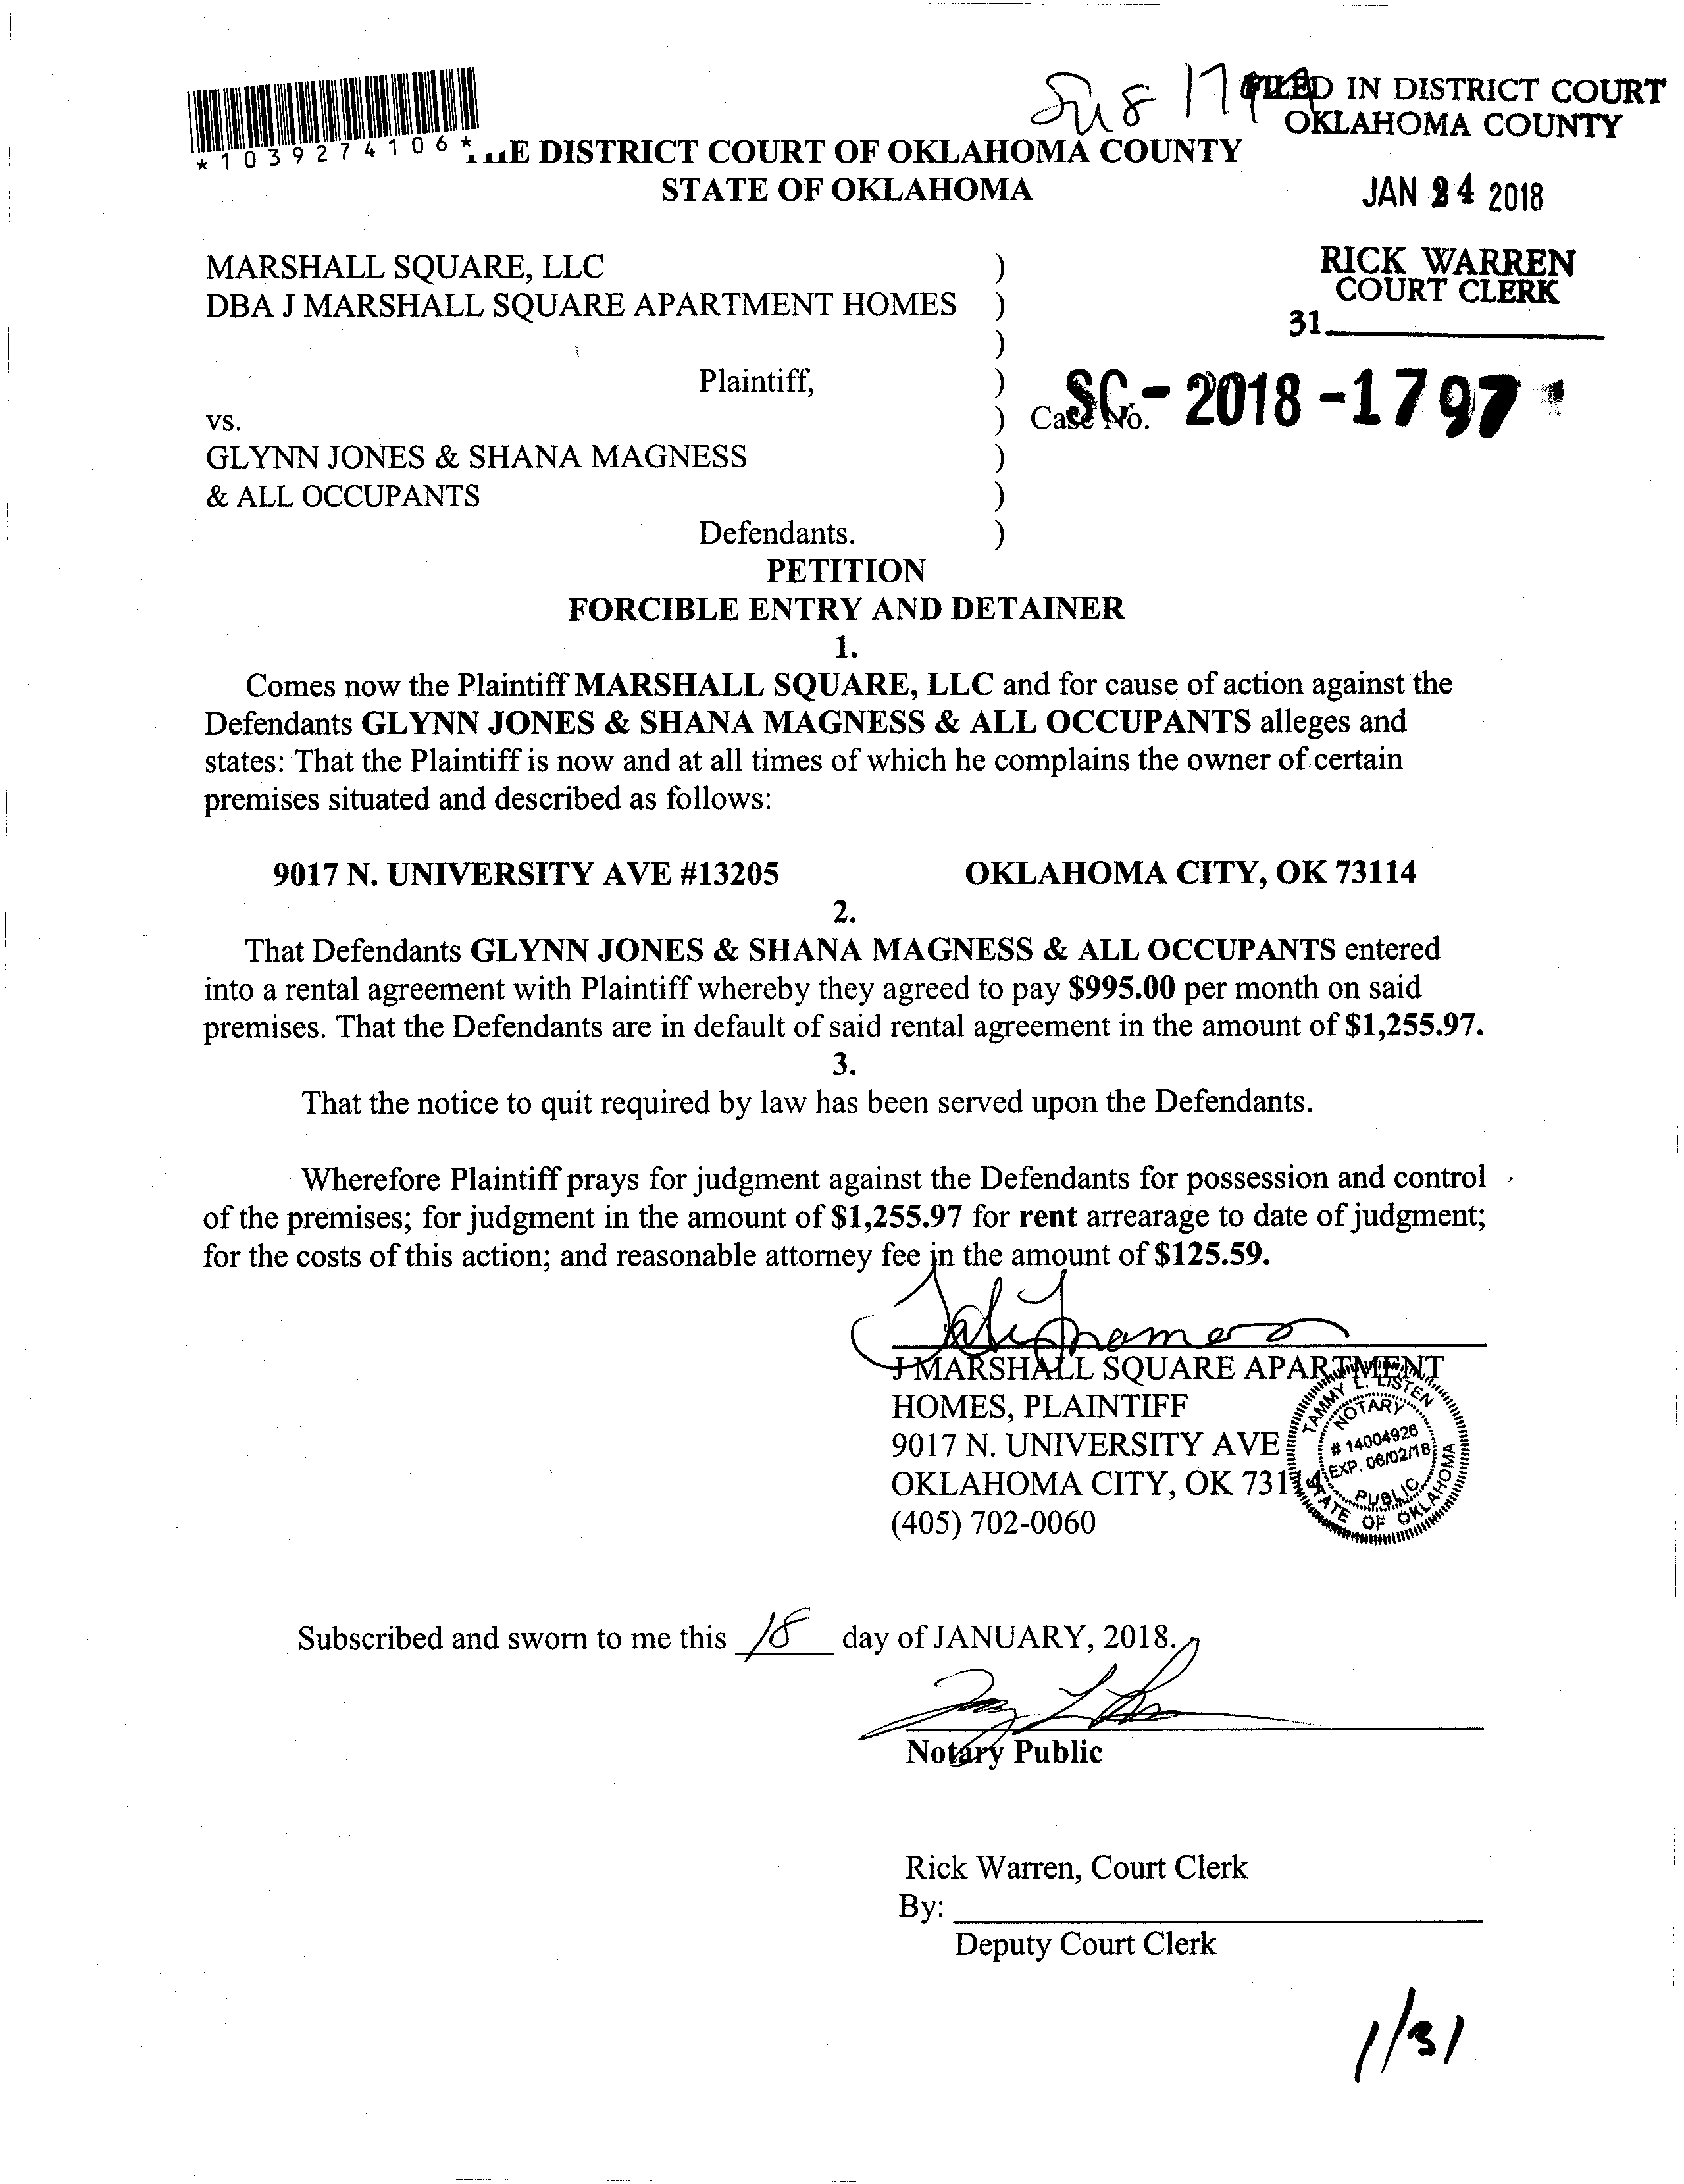 FILED IN DISTRICT COURT
OKLAHOMA COUNTY
*1039274106*
E DISTRICT COURT OF OKLAHOMA COUNTY
STATE OF OKLAHOMA
JAN 24 2018
RICK WARREN
COURT CLERK
31
MARSHALL SQUARE, LLC )
DBA J MARSHALL SQUARE APARTMENT HOMES )
)
Plaintiff, )
vs. ) Case No. SC-2018-1797
GLYNN JONES & SHANA MAGNESS )
& ALL OCCUPANTS )
Defendants. )
PETITION
FORCIBLE ENTRY AND DETAINER
1.
Comes now the Plaintiff MARSHALL SQUARE, LLC and for cause of action against the
Defendants GLYNN JONES & SHANA MAGNESS & ALL OCCUPANTS alleges and
states: That the Plaintiff is now and at all times of which he complains the owner of certain
premises situated and described as follows:
9017 N. UNIVERSITY AVE #13205 OKLAHOMA CITY, OK 73114
2.
That Defendants GLYNN JONES & SHANA MAGNESS & ALL OCCUPANTS entered
into a rental agreement with Plaintiff whereby they agreed to pay $995.00 per month on said
premises. That the Defendants are in default of said rental agreement in the amount of $1,255.97.
3.
That the notice to quit required by law has been served upon the Defendants.
Wherefore Plaintiff prays for judgment against the Defendants for possession and control
of the premises; for judgment in the amount of $1,255.97 for rent arrearage to date of judgment;
for the costs of this action; and reasonable attorney fee in the amount of $125.59.
J MARSHALL SQUARE APARTMENT
HOMES, PLAINTIFF
9017 N. UNIVERSITY AVE
OKLAHOMA CITY, OK 73114
(405) 702-0060
TAMMY L. LISTEN
NOTARY
# 14004926
EXP. 06/02/18
PUBLIC
STATE OF OKLAHOMA
Subscribed and sworn to me this 18 day of JANUARY, 2018.
Notary Public
Rick Warren, Court Clerk
By:
Deputy Court Clerk
1/31